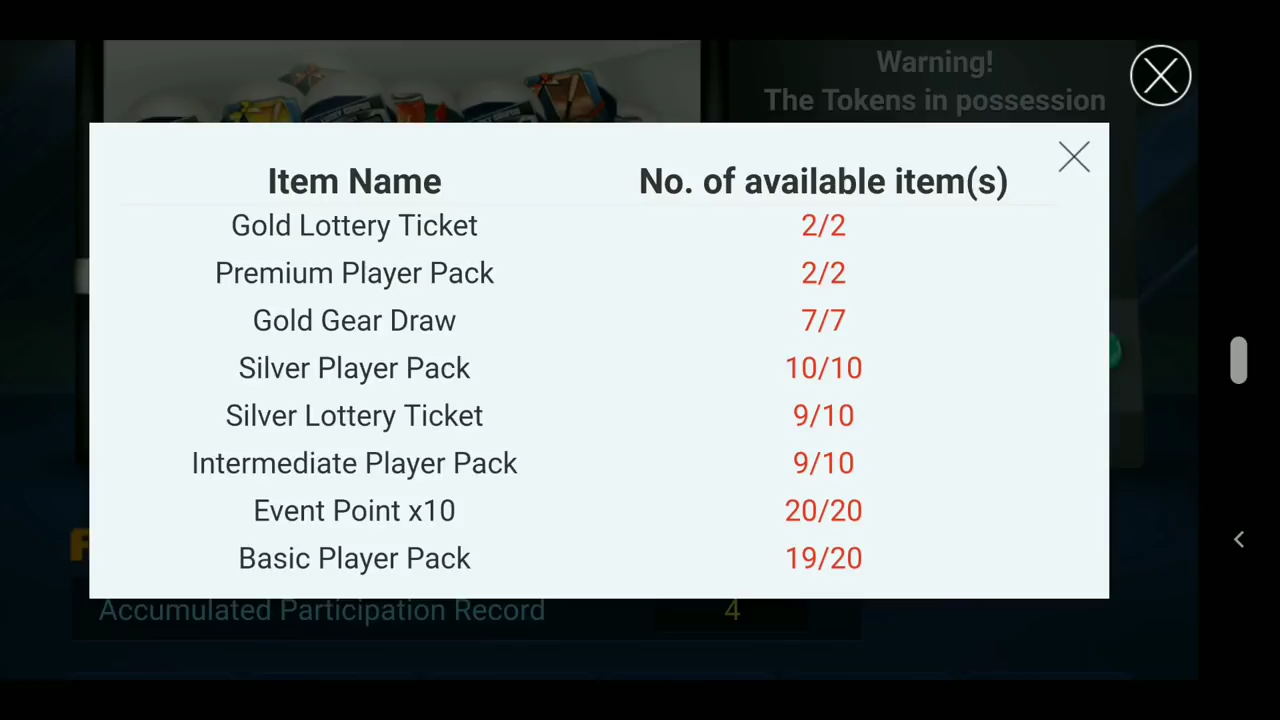 Warning!
The Tokens in possession
Item Name No. of available item(s)
Gold Lottery Ticket 2/2
Premium Player Pack 2/2
Gold Gear Draw 7/7
Silver Player Pack 10/10
Silver Lottery Ticket 9/10
Intermediate Player Pack 9/10
Event Point x10 20/20
Basic Player Pack 19/20
Accumulated Participation Record 4